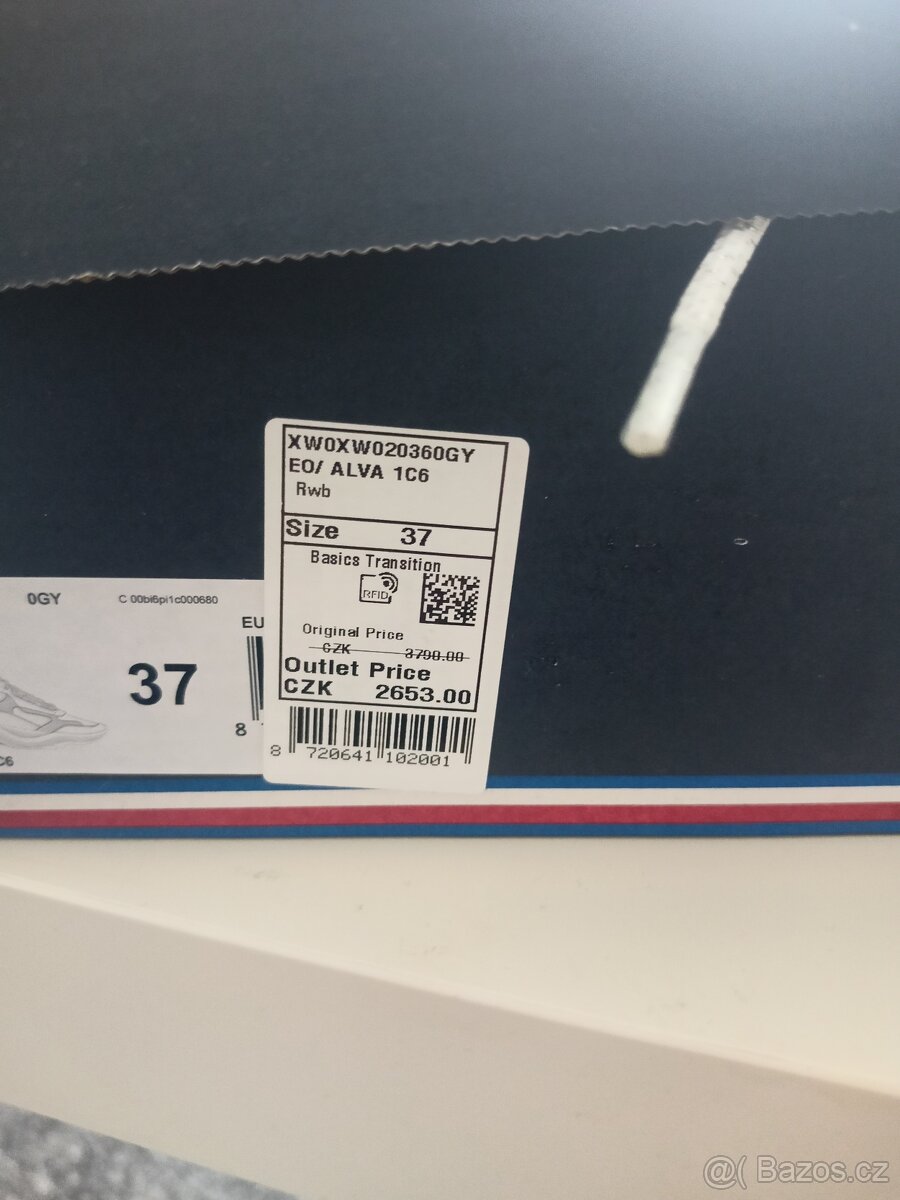 XW0XW020360GY
EO/ ALVA 1C6
Rwb
Size 37
Basics Transition
RFID
Original Price
CZK 3790.00
Outlet Price
CZK 2653.00
8 720641 102001
0GY C 00bi6pi1c000680
EU
37
8
C6
@( Bazos.cz